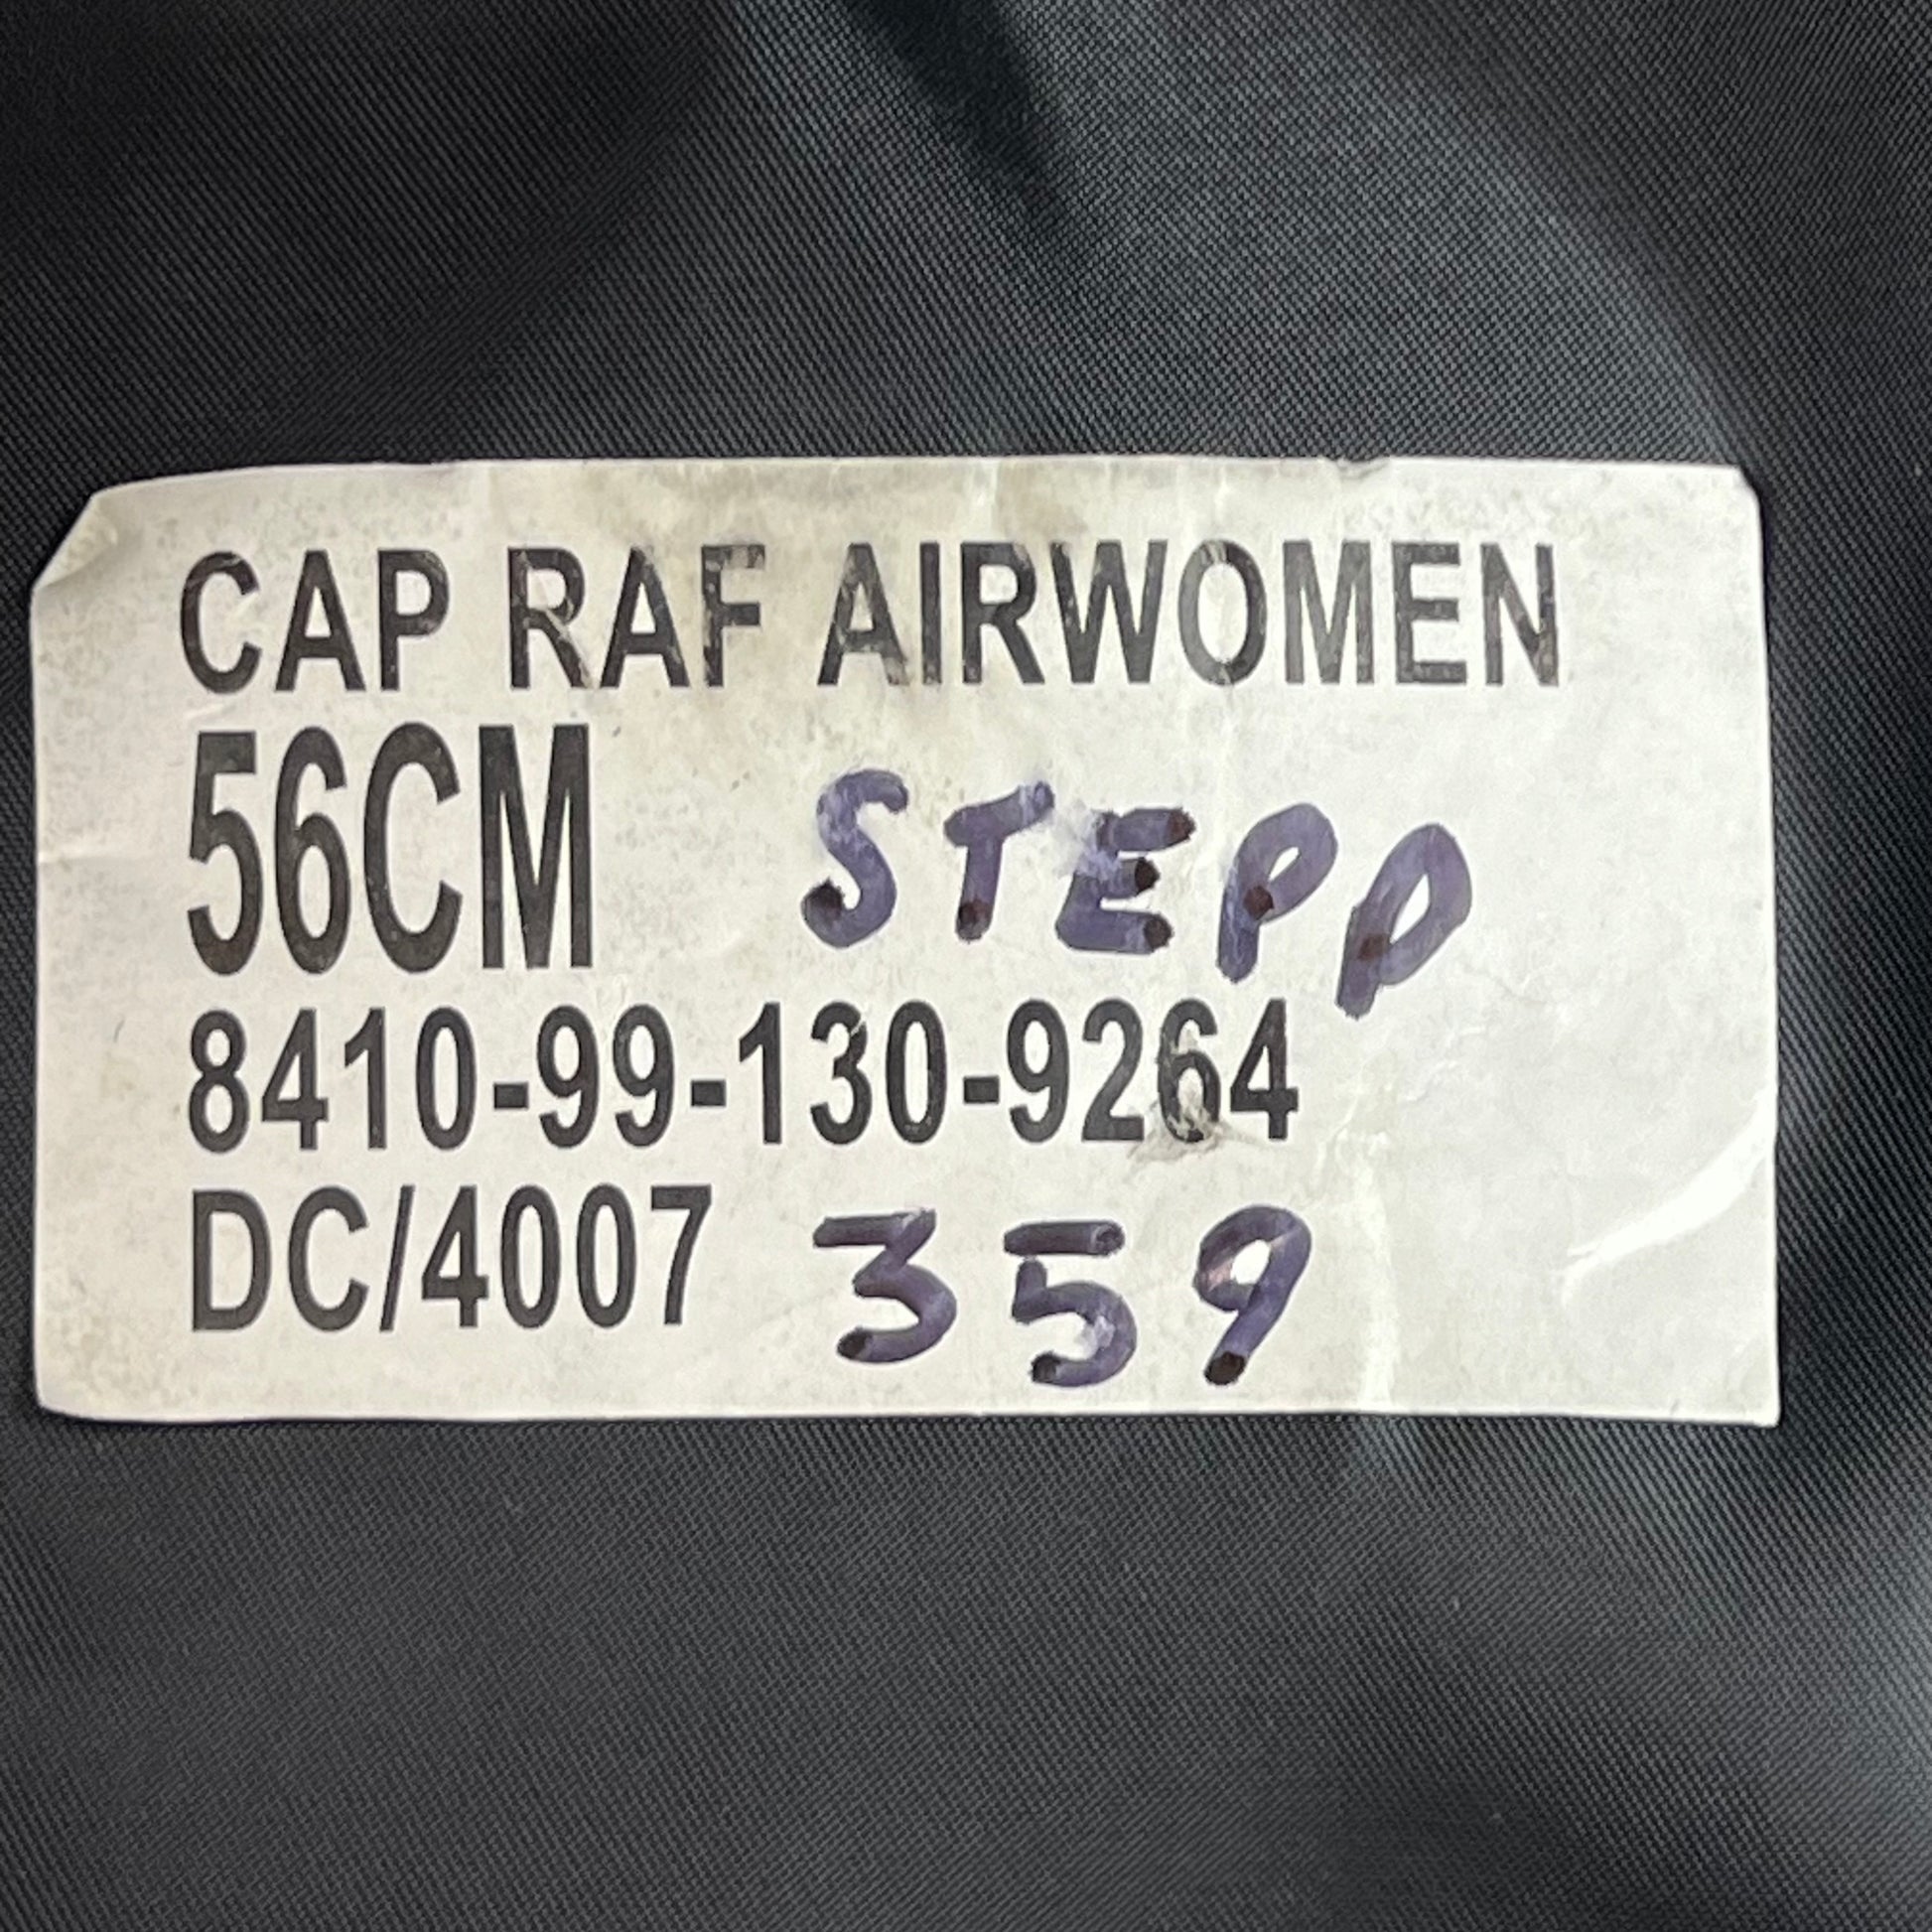 CAP RAF AIRWOMEN
56CM STEPP
8410-99-130-9264
DC/4007 359